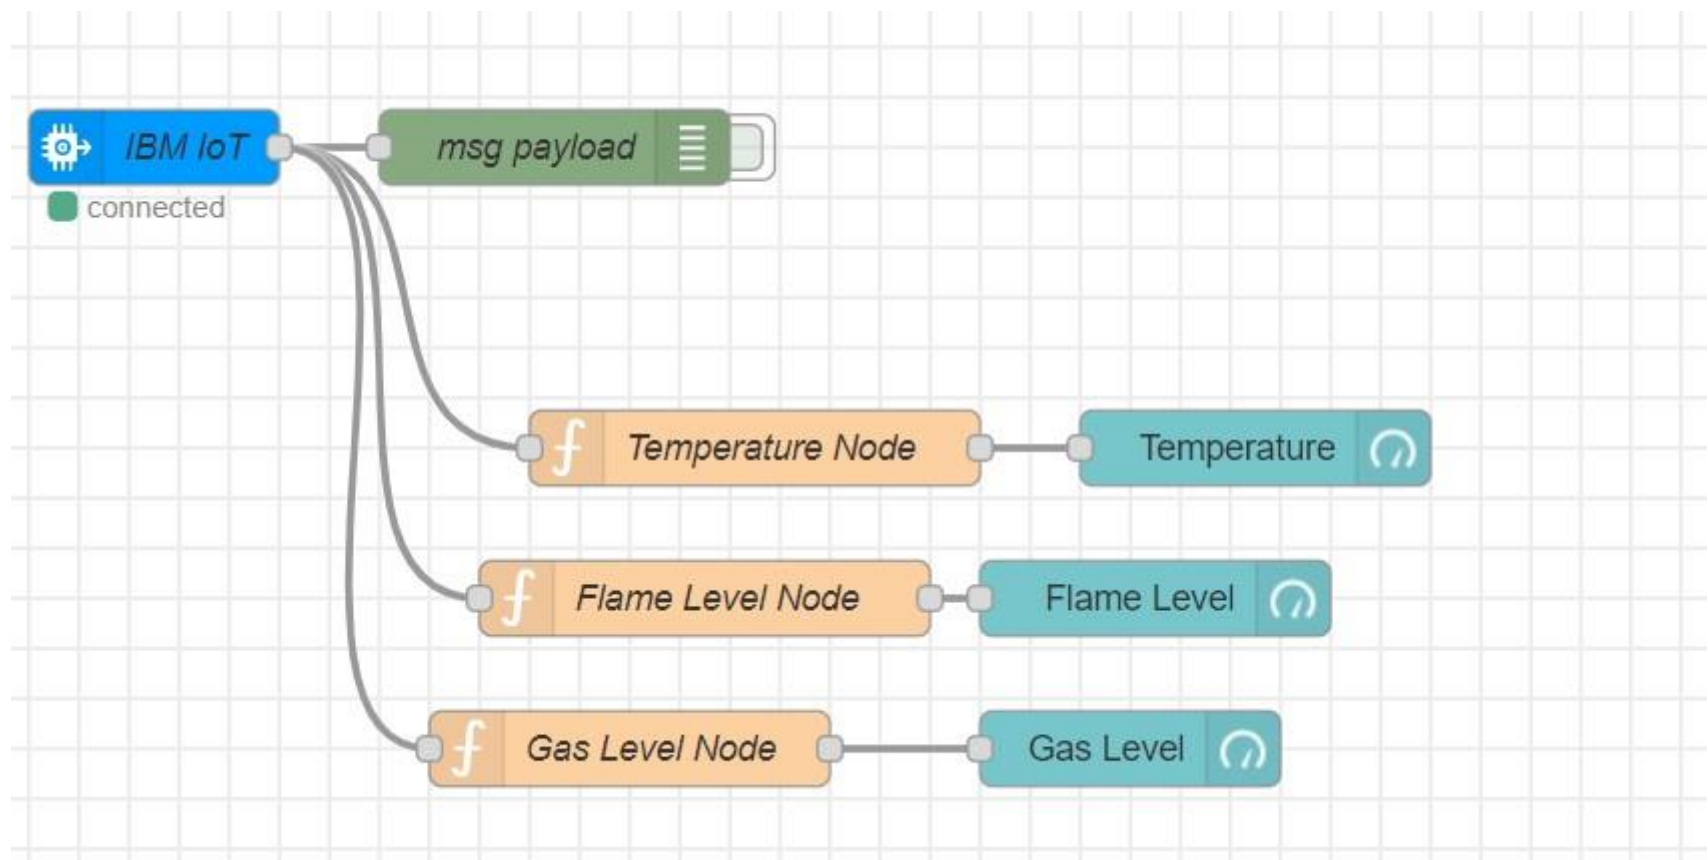 IBM IoT
msg payload
connected
Temperature Node
Temperature
Flame Level Node
Flame Level
Gas Level Node
Gas Level